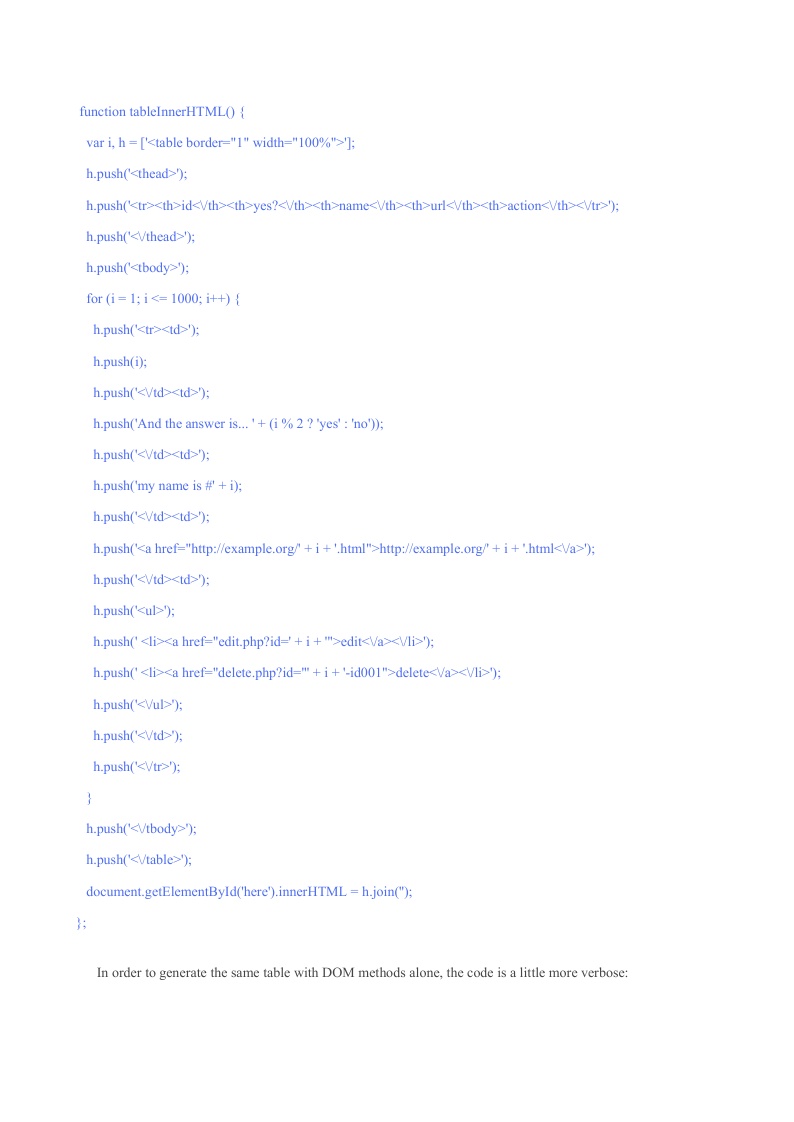 function tableInnerHTML() {
var i, h = ['<table border="1" width="100%">'];
h.push('<thead>');
h.push('<tr><th>id<\/th><th>yes?<\/th><th>name<\/th><th>url<\/th><th>action<\/th><\/tr>');
h.push('<\/thead>');
h.push('<tbody>');
for (i = 1; i <= 1000; i++) {
h.push('<tr><td>');
h.push(i);
h.push('<\/td><td>');
h.push('And the answer is... ' + (i % 2 ? 'yes' : 'no'));
h.push('<\/td><td>');
h.push('my name is #' + i);
h.push('<\/td><td>');
h.push('<a href="http://example.org/' + i + '.html">http://example.org/' + i + '.html<\/a>');
h.push('<\/td><td>');
h.push('<ul>');
h.push(' <li><a href="edit.php?id=' + i + '">edit<\/a><\/li>');
h.push(' <li><a href="delete.php?id="' + i + '-id001">delete<\/a><\/li>');
h.push('<\/ul>');
h.push('<\/td>');
h.push('<\/tr>');
}
h.push('<\/tbody>');
h.push('<\/table>');
document.getElementById('here').innerHTML = h.join('');
};
In order to generate the same table with DOM methods alone, the code is a little more verbose: